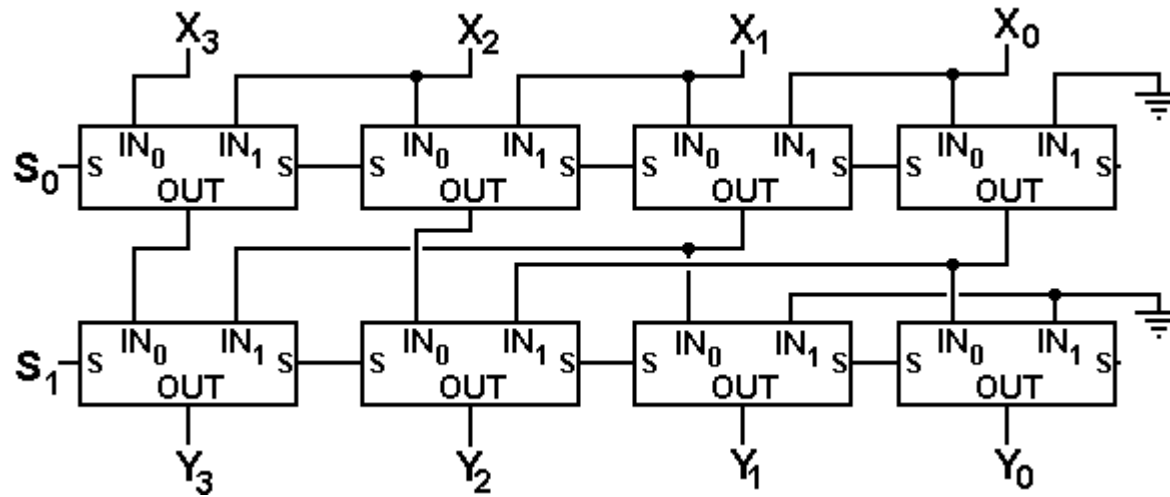 X3 X2 X1 X0
IN0 IN1 IN0 IN1 IN0 IN1 IN0 IN1
S0 S S S S S S S S
OUT OUT OUT OUT
IN0 IN1 IN0 IN1 IN0 IN1 IN0 IN1
S1 S S S S S S S S
OUT OUT OUT OUT
Y3 Y2 Y1 Y0